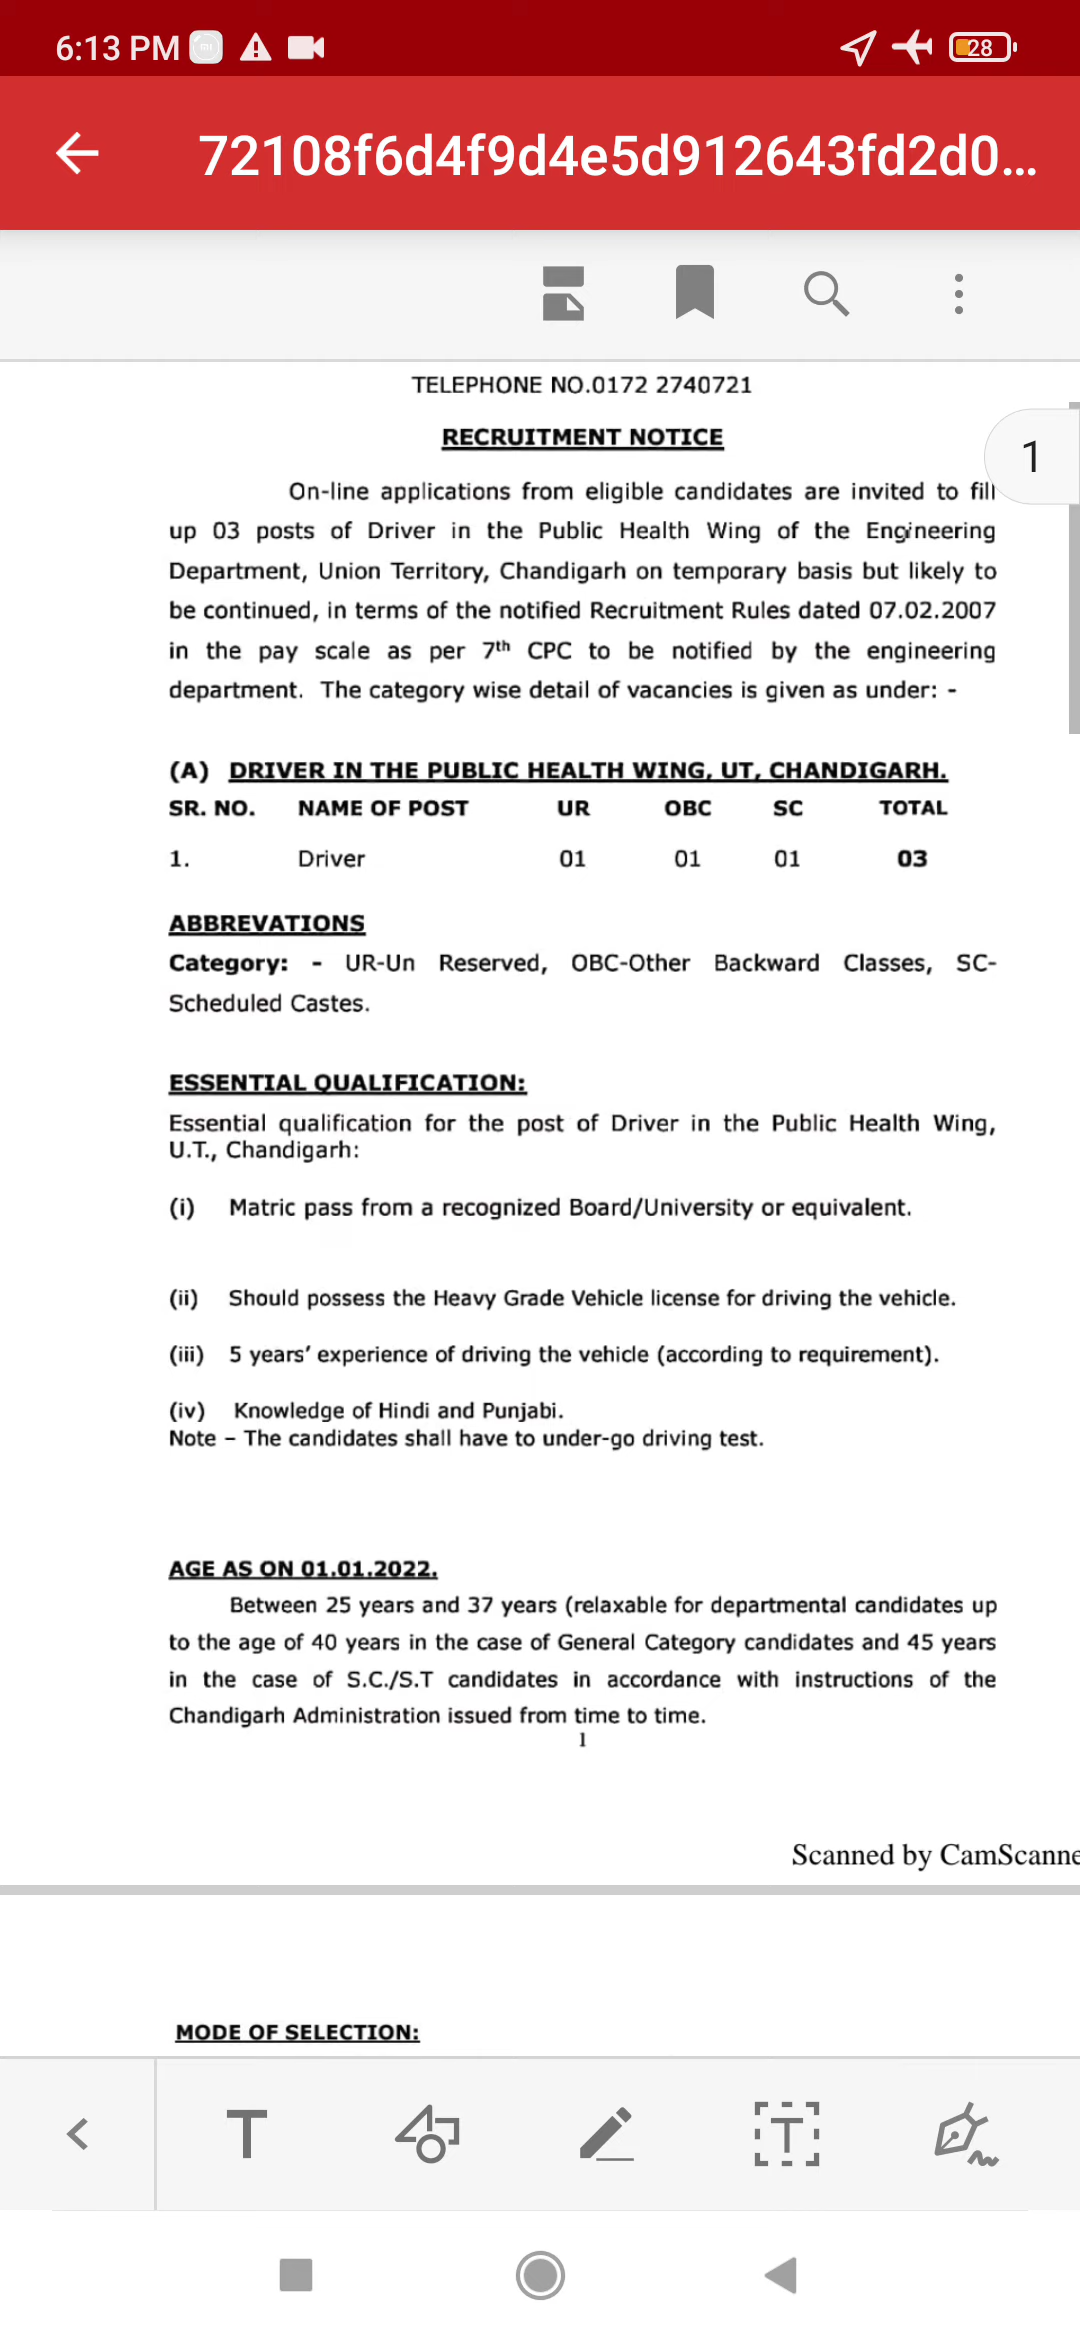 6:13 PM
28
72108f6d4f9d4e5d912643fd2d0...
TELEPHONE NO.0172 2740721
1
RECRUITMENT NOTICE
On-line applications from eligible candidates are invited to fill
up 03 posts of Driver in the Public Health Wing of the Engineering
Department, Union Territory, Chandigarh on temporary basis but likely to
be continued, in terms of the notified Recruitment Rules dated 07.02.2007
in the pay scale as per 7th CPC to be notified by the engineering
department. The category wise detail of vacancies is given as under: -
(A) DRIVER IN THE PUBLIC HEALTH WING, UT, CHANDIGARH.
SR. NO. NAME OF POST UR OBC SC TOTAL
1. Driver 01 01 01 03
ABBREVATIONS
Category: - UR-Un Reserved, OBC-Other Backward Classes, SC-
Scheduled Castes.
ESSENTIAL QUALIFICATION:
Essential qualification for the post of Driver in the Public Health Wing,
U.T., Chandigarh:
(i) Matric pass from a recognized Board/University or equivalent.
(ii) Should possess the Heavy Grade Vehicle license for driving the vehicle.
(iii) 5 years' experience of driving the vehicle (according to requirement).
(iv) Knowledge of Hindi and Punjabi.
Note – The candidates shall have to under-go driving test.
AGE AS ON 01.01.2022.
Between 25 years and 37 years (relaxable for departmental candidates up
to the age of 40 years in the case of General Category candidates and 45 years
in the case of S.C./S.T candidates in accordance with instructions of the
Chandigarh Administration issued from time to time.
1
Scanned by CamScanne
MODE OF SELECTION: